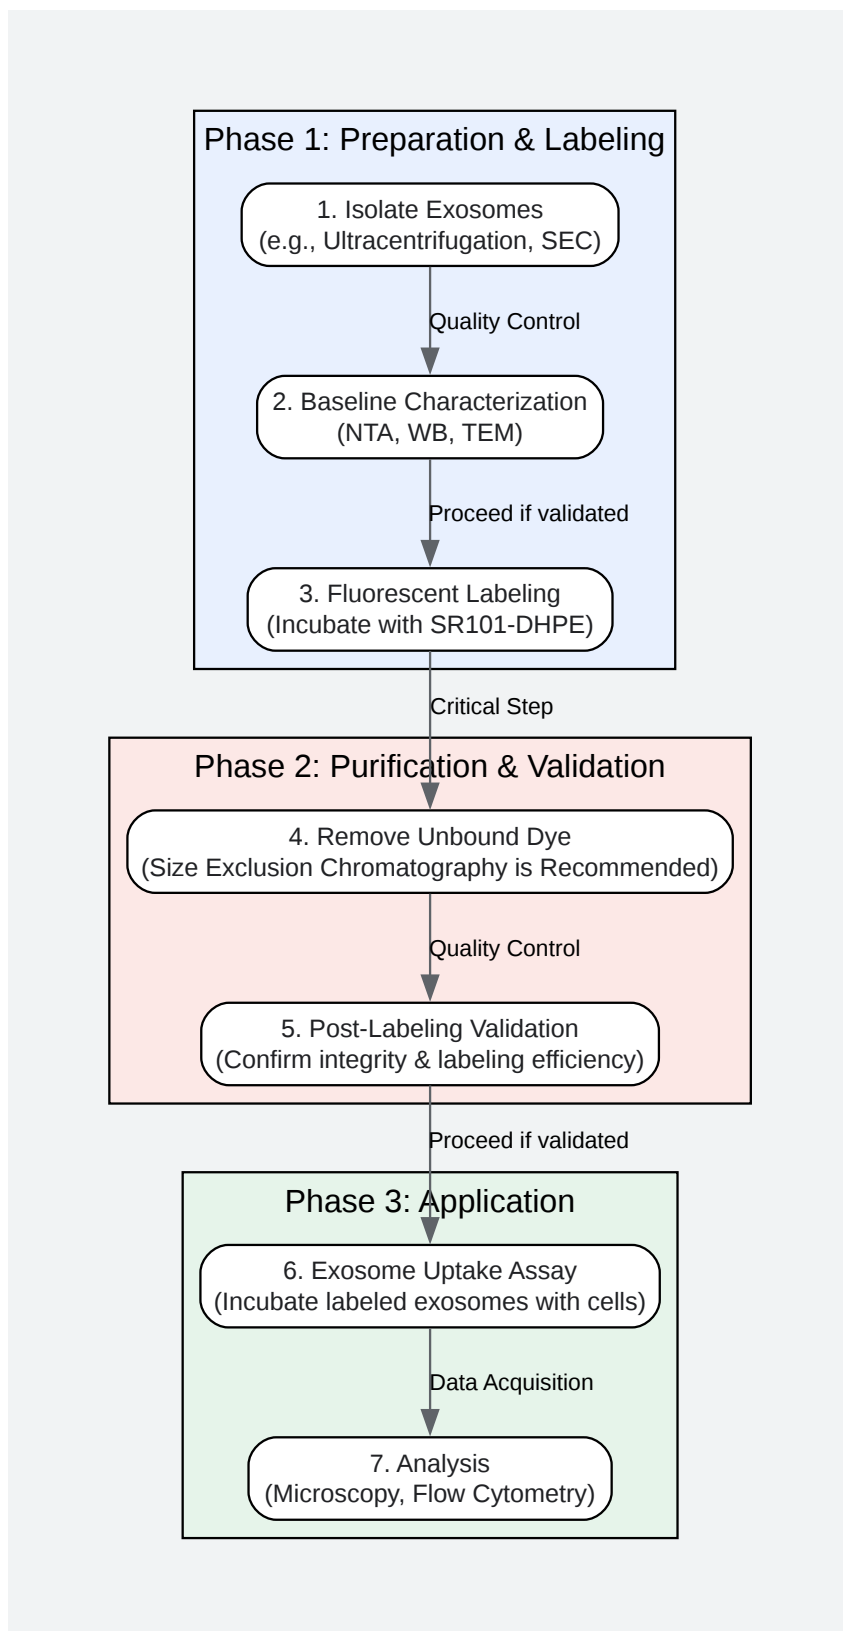 Phase 1: Preparation & Labeling
1. Isolate Exosomes
(e.g., Ultracentrifugation, SEC)
Quality Control
2. Baseline Characterization
(NTA, WB, TEM)
Proceed if validated
3. Fluorescent Labeling
(Incubate with SR101-DHPE)
Critical Step
Phase 2: Purification & Validation
4. Remove Unbound Dye
(Size Exclusion Chromatography is Recommended)
Quality Control
5. Post-Labeling Validation
(Confirm integrity & labeling efficiency)
Proceed if validated
Phase 3: Application
6. Exosome Uptake Assay
(Incubate labeled exosomes with cells)
Data Acquisition
7. Analysis
(Microscopy, Flow Cytometry)